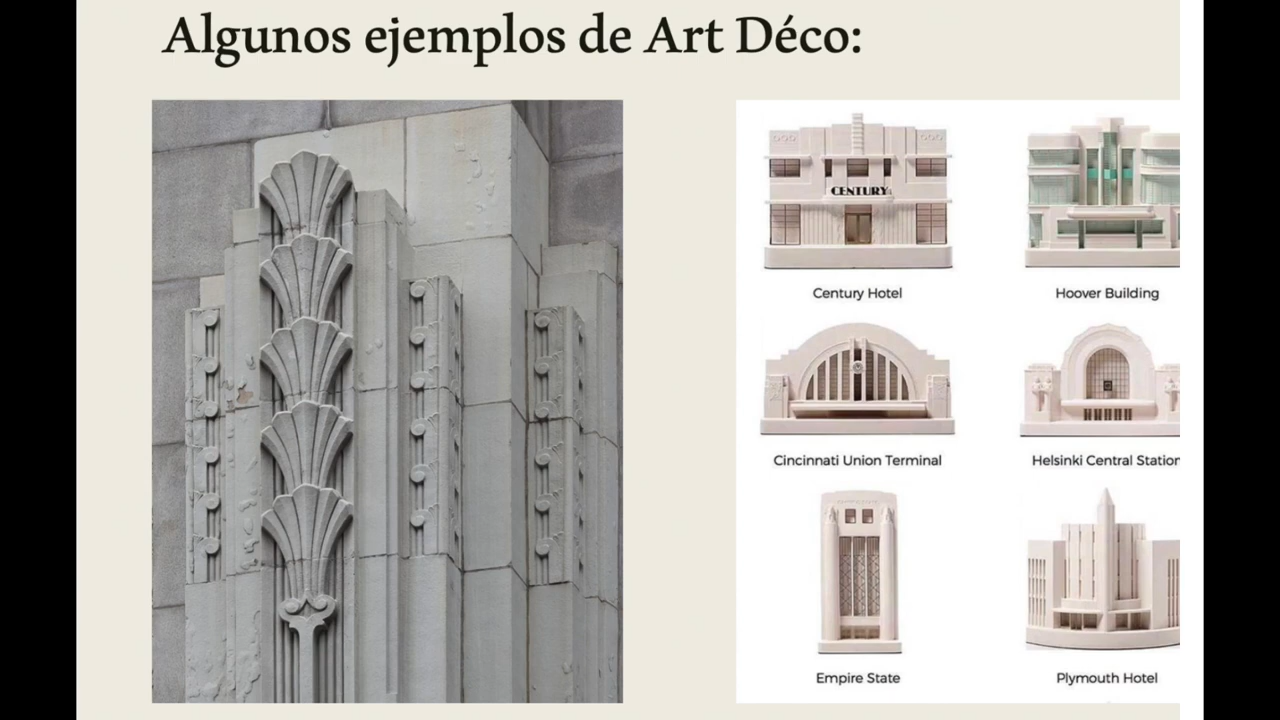 Algunos ejemplos de Art Déco:
CENTURY
Century Hotel
Hoover Building
Cincinnati Union Terminal
Helsinki Central Station
Empire State
Plymouth Hotel